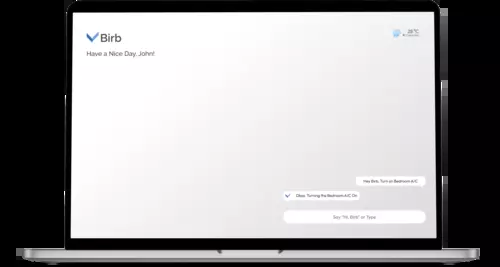 Birb
28°C
Have a Nice Day, John!
Hey Birb, Turn on Bedroom A/C
Okay, Turning the Bedroom A/C On
Say "Hi, Birb" or Type